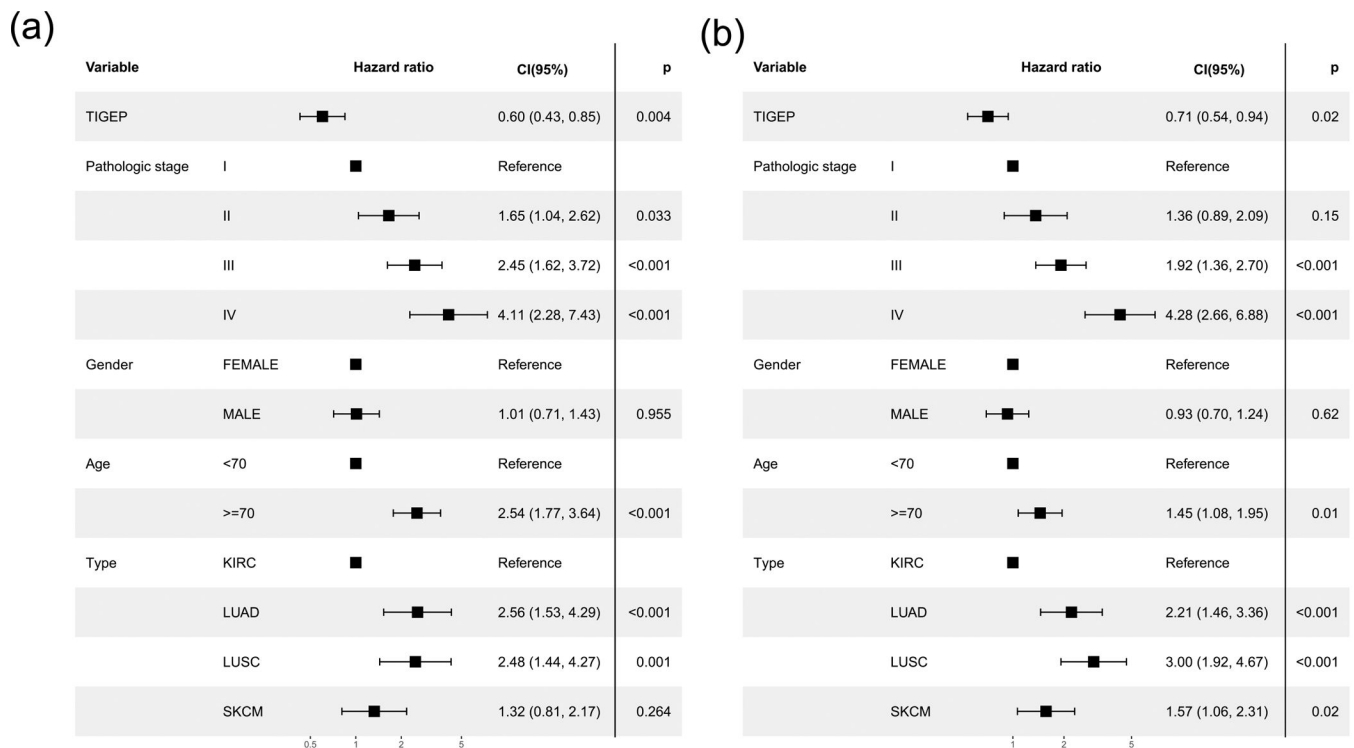 (a)
Variable Hazard ratio CI(95%) p
TIGEP 0.60 (0.43, 0.85) 0.004
Pathologic stage I Reference
II 1.65 (1.04, 2.62) 0.033
III 2.45 (1.62, 3.72) <0.001
IV 4.11 (2.28, 7.43) <0.001
Gender FEMALE Reference
MALE 1.01 (0.71, 1.43) 0.955
Age <70 Reference
>=70 2.54 (1.77, 3.64) <0.001
Type KIRC Reference
LUAD 2.56 (1.53, 4.29) <0.001
LUSC 2.48 (1.44, 4.27) 0.001
SKCM 1.32 (0.81, 2.17) 0.264
0.5 1 2 5
(b)
Variable Hazard ratio CI(95%) p
TIGEP 0.71 (0.54, 0.94) 0.02
Pathologic stage I Reference
II 1.36 (0.89, 2.09) 0.15
III 1.92 (1.36, 2.70) <0.001
IV 4.28 (2.66, 6.88) <0.001
Gender FEMALE Reference
MALE 0.93 (0.70, 1.24) 0.62
Age <70 Reference
>=70 1.45 (1.08, 1.95) 0.01
Type KIRC Reference
LUAD 2.21 (1.46, 3.36) <0.001
LUSC 3.00 (1.92, 4.67) <0.001
SKCM 1.57 (1.06, 2.31) 0.02
1 2 5